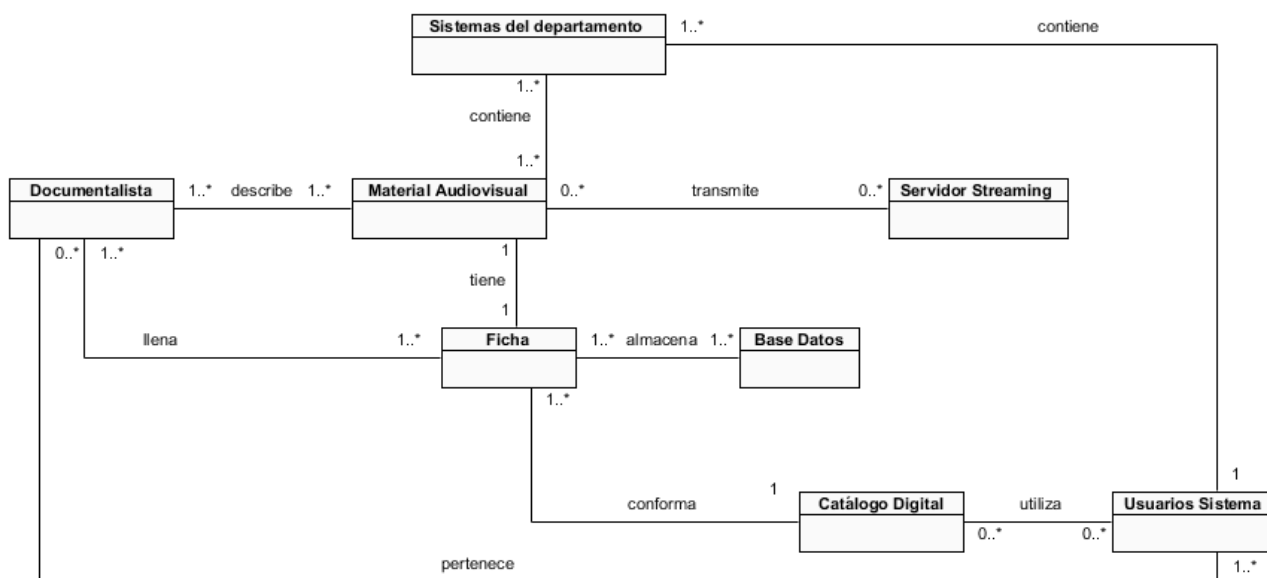 Sistemas del departamento
1..*
contiene
1..*
contiene
1..*
Documentalista
1..*
describe
1..*
Material Audiovisual
0..*
transmite
0..*
Servidor Streaming
0..*
1..*
1
tiene
1
llena
1..*
Ficha
1..*
almacena
1..*
Base Datos
1..*
conforma
1
Catálogo Digital
utiliza
0..*
0..*
1
Usuarios Sistema
pertenece
1..*